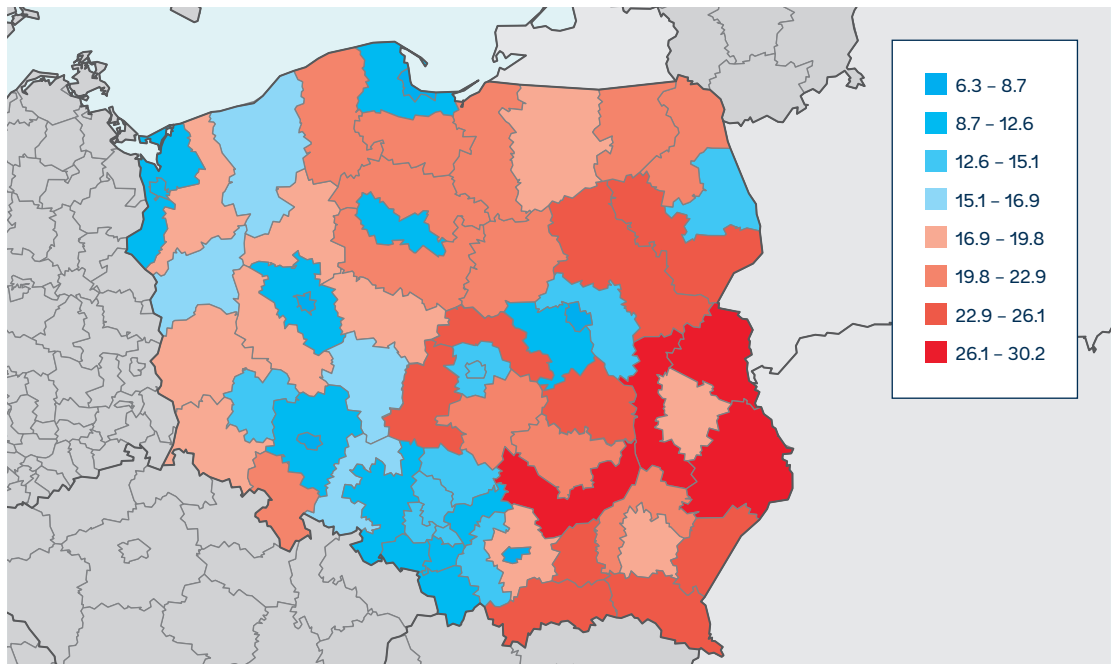 6.3 – 8.7
8.7 – 12.6
12.6 – 15.1
15.1 – 16.9
16.9 – 19.8
19.8 – 22.9
22.9 – 26.1
26.1 – 30.2